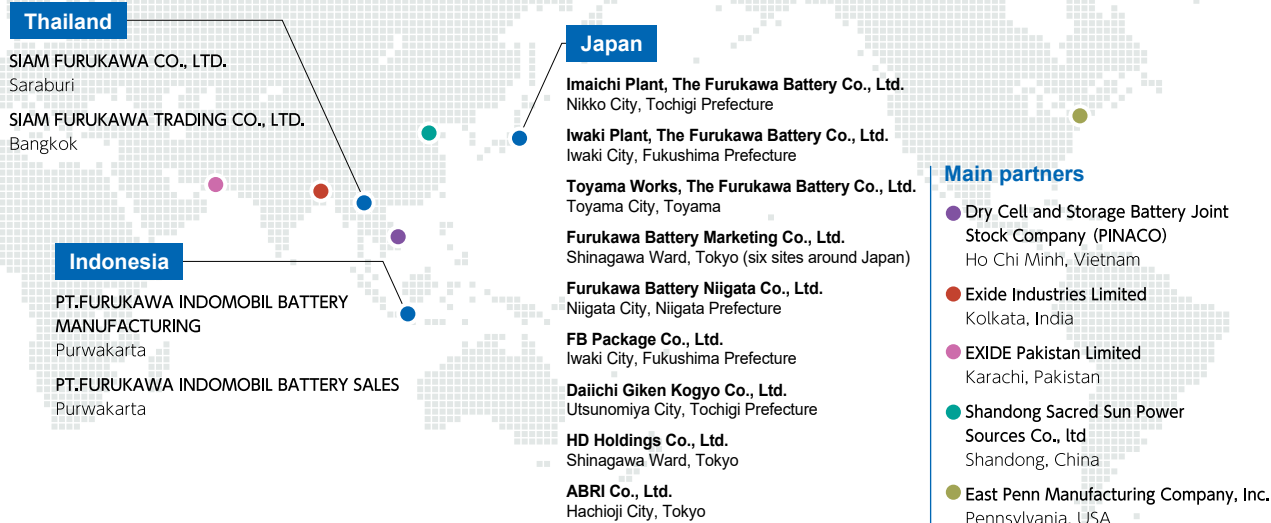 Thailand
SIAM FURUKAWA CO., LTD.
Saraburi
SIAM FURUKAWA TRADING CO., LTD.
Bangkok
Indonesia
PT.FURUKAWA INDOMOBIL BATTERY
MANUFACTURING
Purwakarta
PT.FURUKAWA INDOMOBIL BATTERY SALES
Purwakarta
Japan
Imaichi Plant, The Furukawa Battery Co., Ltd.
Nikko City, Tochigi Prefecture
Iwaki Plant, The Furukawa Battery Co., Ltd.
Iwaki City, Fukushima Prefecture
Toyama Works, The Furukawa Battery Co., Ltd.
Toyama City, Toyama
Furukawa Battery Marketing Co., Ltd.
Shinagawa Ward, Tokyo (six sites around Japan)
Furukawa Battery Niigata Co., Ltd.
Niigata City, Niigata Prefecture
FB Package Co., Ltd.
Iwaki City, Fukushima Prefecture
Daiichi Giken Kogyo Co., Ltd.
Utsunomiya City, Tochigi Prefecture
HD Holdings Co., Ltd.
Shinagawa Ward, Tokyo
ABRI Co., Ltd.
Hachioji City, Tokyo
Main partners
Dry Cell and Storage Battery Joint
Stock Company (PINACO)
Ho Chi Minh, Vietnam
Exide Industries Limited
Kolkata, India
EXIDE Pakistan Limited
Karachi, Pakistan
Shandong Sacred Sun Power
Sources Co., ltd
Shandong, China
East Penn Manufacturing Company, Inc.
Pennsylvania, USA